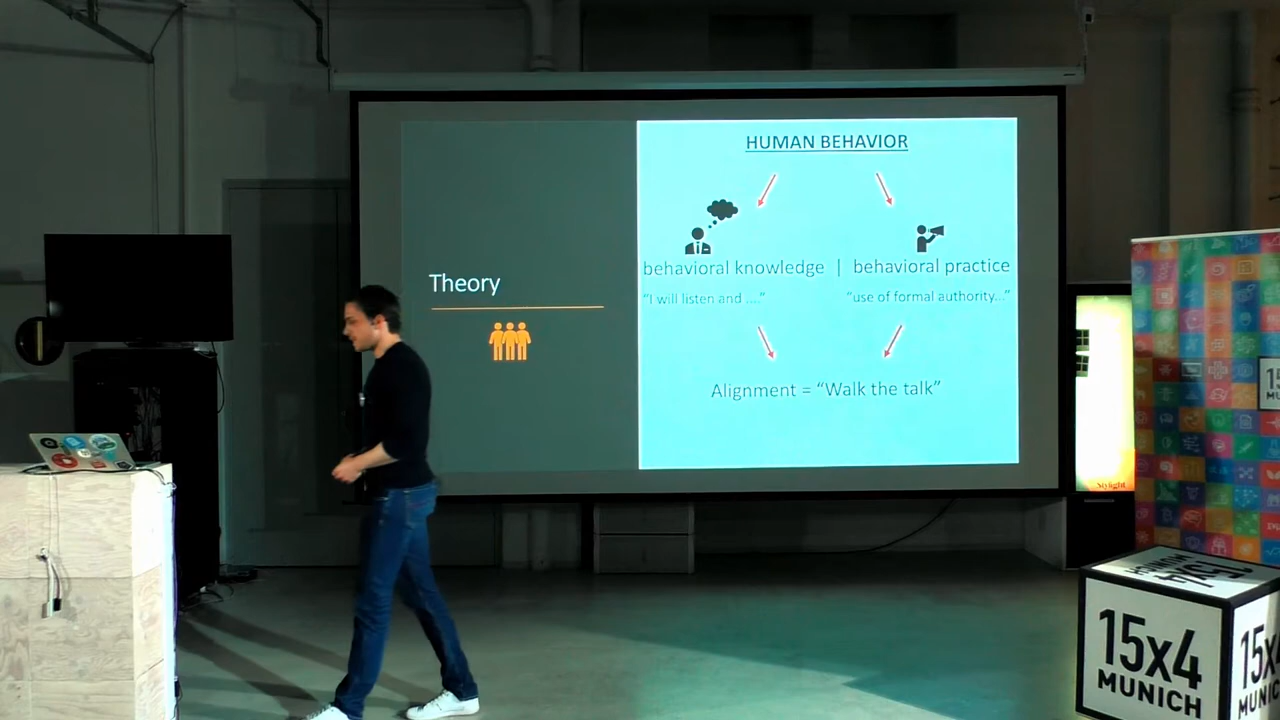 HUMAN BEHAVIOR
behavioral knowledge | behavioral practice
"I will listen and ...." "use of formal authority..."
Alignment = "Walk the talk"
Theory
Stylight
15x4
MUNICH
15x4
MUNICH